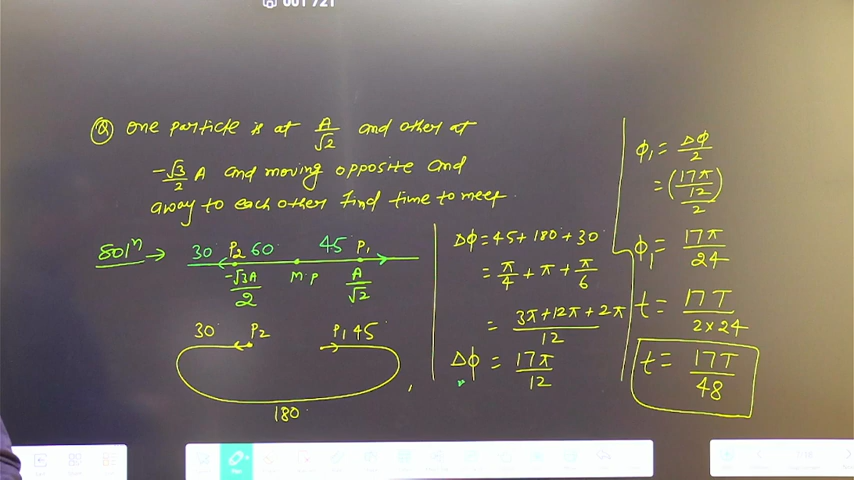 Q One particle is at A/√2 and other at
-√3/2 A and moving opposite and
away to each other find time to meet.
Solⁿ →
30 P₂ 60 45 P₁
-√3A/2 M.P A/√2
30 P₂ P₁ 45
180
Δϕ = 45 + 180 + 30
= π/4 + π + π/6
= 3π + 12π + 2π / 12
Δϕ = 17π/12
ϕ₁ = Δϕ/2
= (17π/12)/2
ϕ₁ = 17π/24
t = 17T / 2×24
t = 17T/48